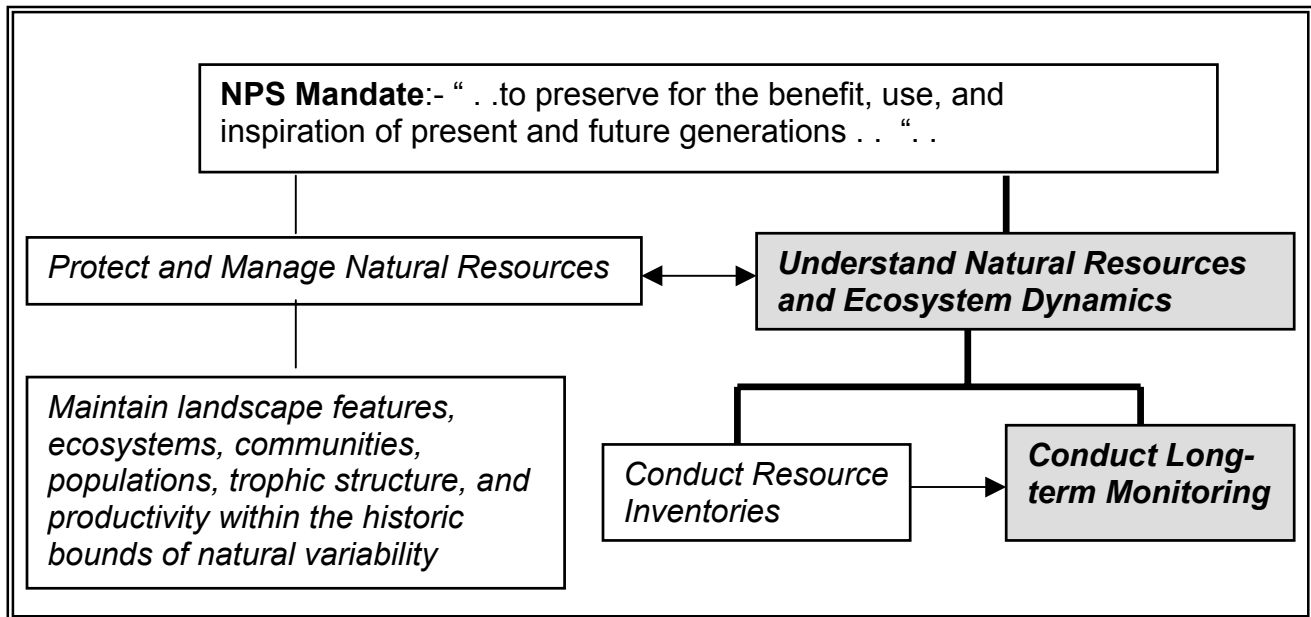 NPS Mandate:- “ . .to preserve for the benefit, use, and
inspiration of present and future generations . .  “. .
Protect and Manage Natural Resources
Understand Natural Resources
and Ecosystem Dynamics
Maintain landscape features,
ecosystems, communities,
populations, trophic structure, and
productivity within the historic
bounds of natural variability
Conduct Resource
Inventories
Conduct Long-
term Monitoring